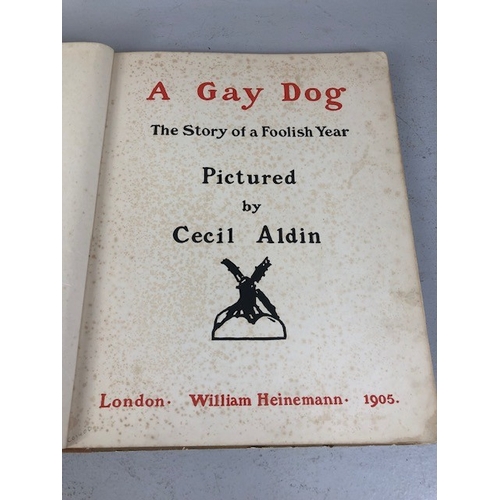 A Gay Dog
The Story of a Foolish Year
Pictured
by
Cecil Aldin
London. William Heinemann. 1905.